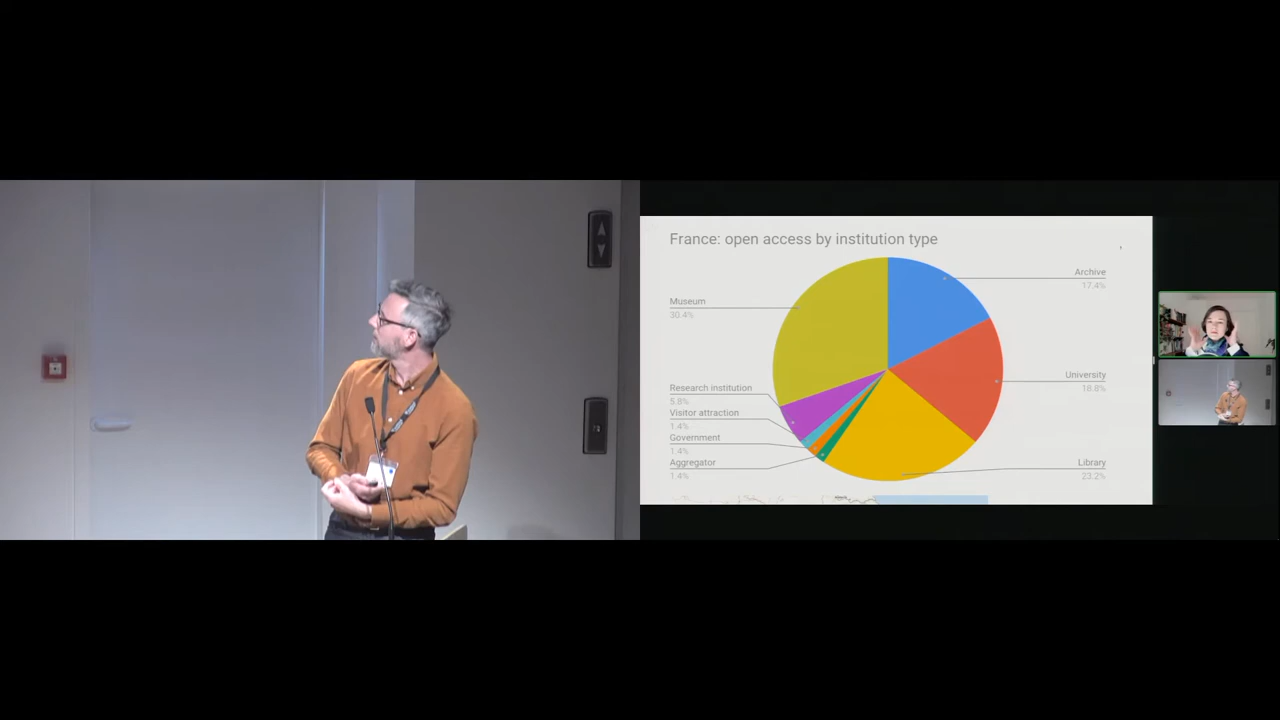 France: open access by institution type
Archive
17.4%
Museum
30.4%
University
18.8%
Research institution
5.8%
Visitor attraction
1.4%
Government
1.4%
Aggregator
1.4%
Library
23.2%